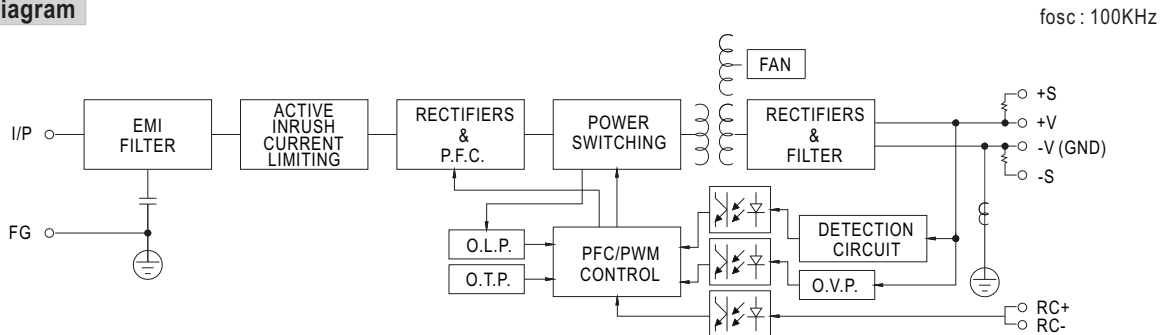 iagram
fosc : 100KHz
FAN
+S
+V
-V (GND)
-S
I/P
EMI
FILTER
ACTIVE
INRUSH
CURRENT
LIMITING
RECTIFIERS
&
P.F.C.
POWER
SWITCHING
RECTIFIERS
&
FILTER
FG
O.L.P.
O.T.P.
PFC/PWM
CONTROL
DETECTION
CIRCUIT
O.V.P.
RC+
RC-